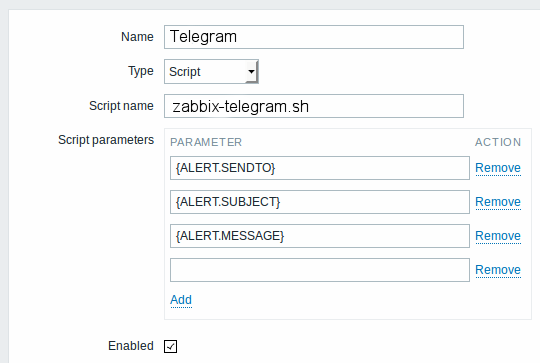 Name Telegram
Type Script
Script name zabbix-telegram.sh
Script parameters PARAMETER ACTION
{ALERT.SENDTO} Remove
{ALERT.SUBJECT} Remove
{ALERT.MESSAGE} Remove
Remove
Add
Enabled